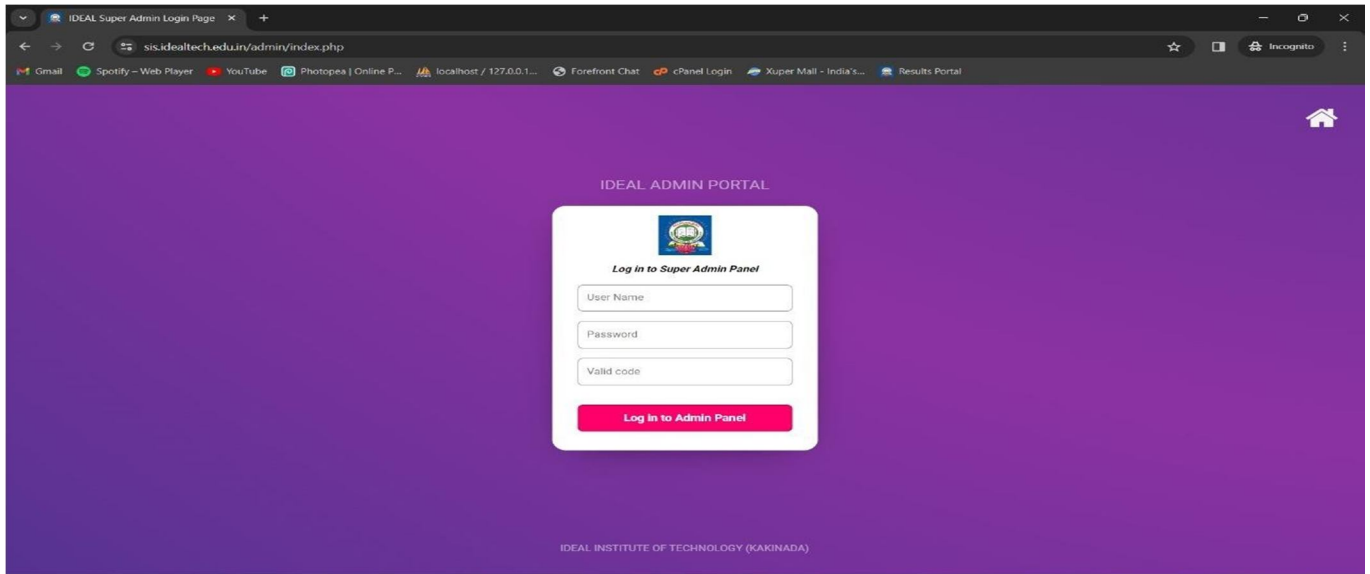 IDEAL Super Admin Login Page
sis.idealtech.edu.in/admin/index.php
Incognito
Gmail Spotify – Web Player YouTube Photopea | Online P... localhost / 127.0.0.1... Forefront Chat cPanel Login Xuper Mall - India's... Results Portal
IDEAL ADMIN PORTAL
Log in to Super Admin Panel
User Name
Password
Valid code
Log in to Admin Panel
IDEAL INSTITUTE OF TECHNOLOGY (KAKINADA)